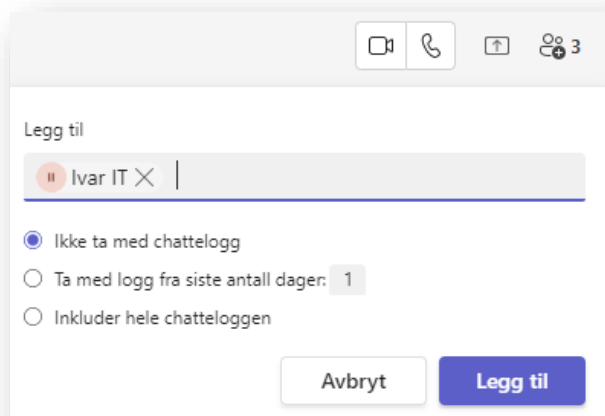 3
Legg til
II Ivar IT
Ikke ta med chattelogg
Ta med logg fra siste antall dager: 1
Inkluder hele chatteloggen
Avbryt Legg til